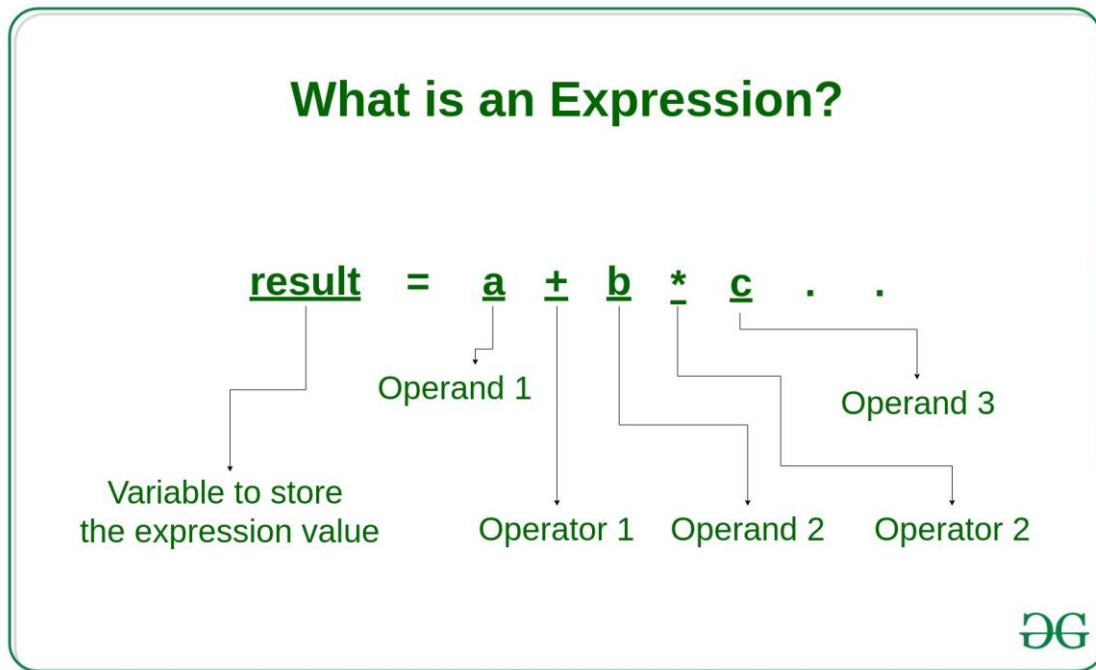 What is an Expression?
result = a + b * c . .
Operand 1
Operand 3
Variable to store
the expression value
Operator 1 Operand 2 Operator 2
GG